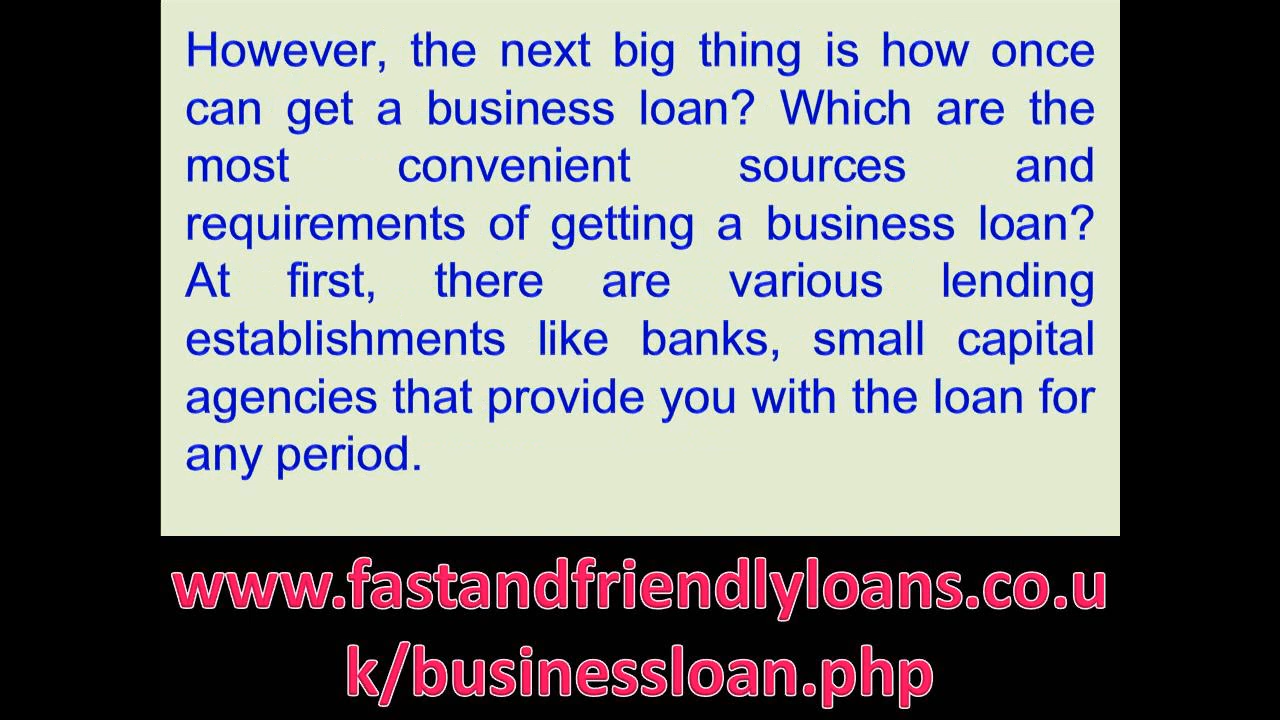 However, the next big thing is how once
can get a business loan? Which are the
most convenient sources and
requirements of getting a business loan?
At first, there are various lending
establishments like banks, small capital
agencies that provide you with the loan for
any period.
www.fastandfriendlyloans.co.u
k/businessloan.php